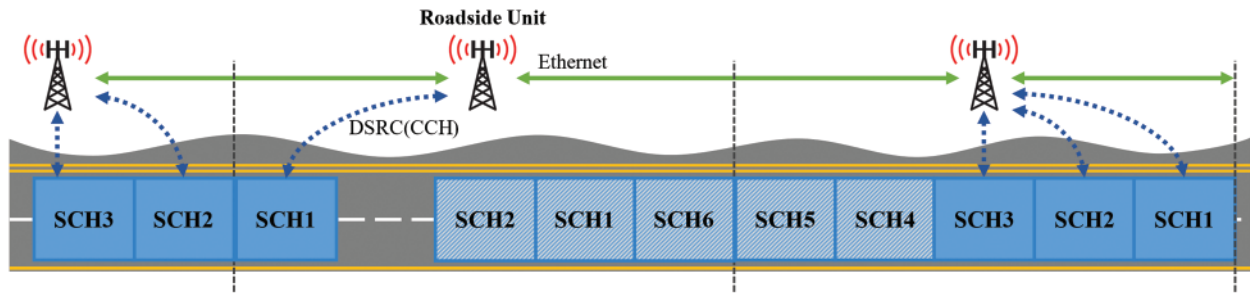 Roadside Unit
Ethernet
DSRC(CCH)
SCH3 SCH2 SCH1 SCH2 SCH1 SCH6 SCH5 SCH4 SCH3 SCH2 SCH1